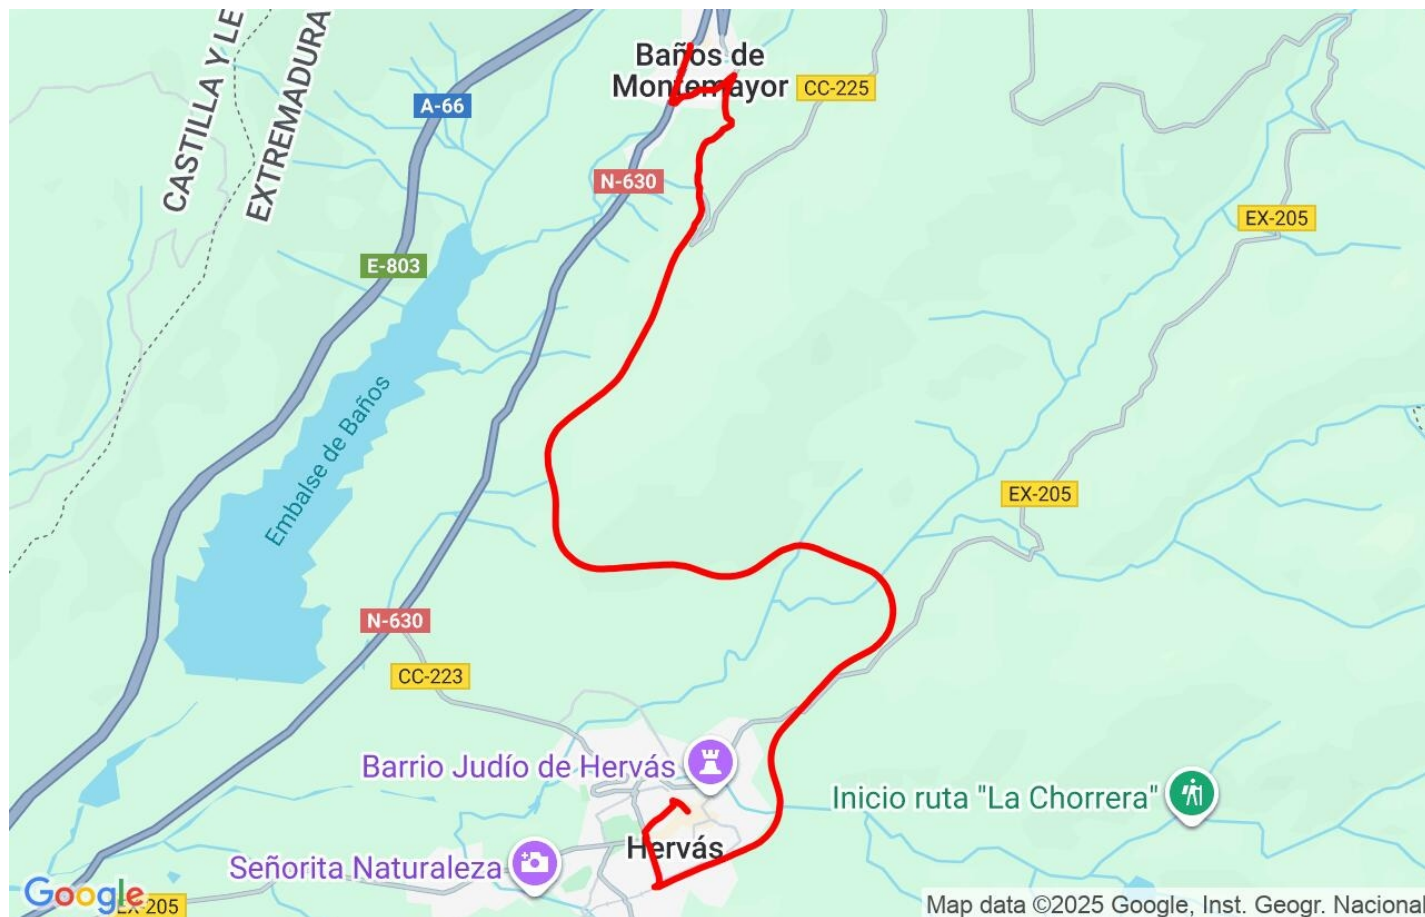 CASTILLA Y LE
EXTREMADURA
Baños de
Montemayor
CC-225
A-66
N-630
EX-205
E-803
Embalse de Baños
EX-205
N-630
CC-223
Barrio Judío de Hervás
Inicio ruta "La Chorrera"
Hervás
Señorita Naturaleza
Google
EX-205
Map data ©2025 Google, Inst. Geogr. Nacional